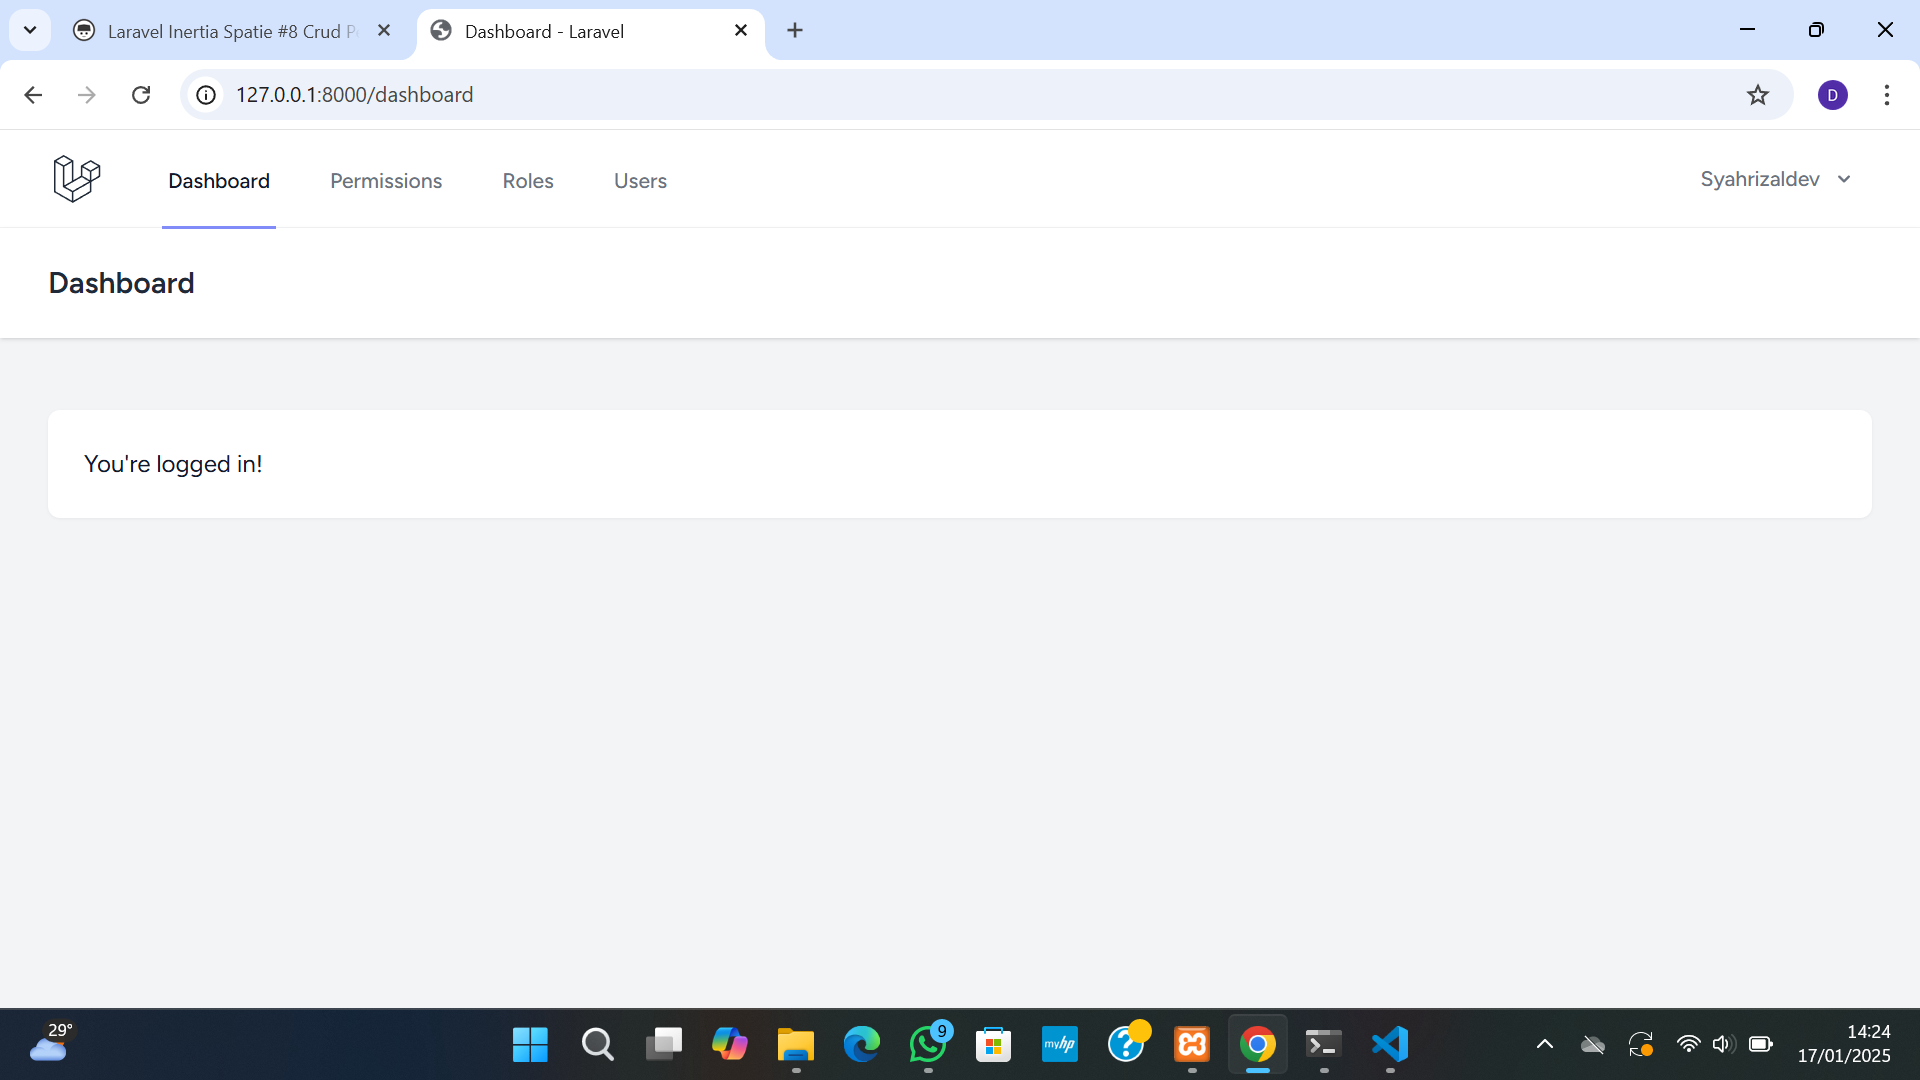 Laravel Inertia Spatie #8 Crud
Dashboard - Laravel
127.0.0.1:8000/dashboard
D
Dashboard
Permissions
Roles
Users
Syahrizaldev
Dashboard
You're logged in!
29°
9
myhp
14:24
17/01/2025